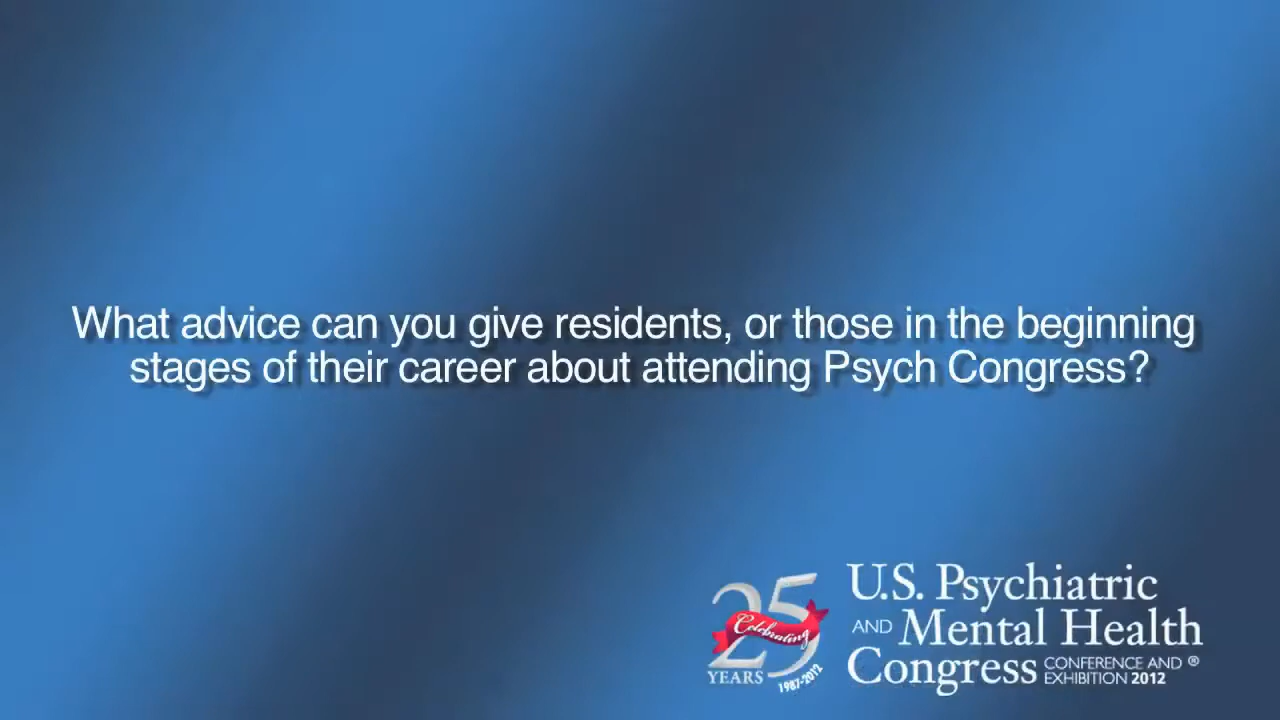 What advice can you give residents, or those in the beginning
stages of their career about attending Psych Congress?
25
Celebrating
YEARS
1987-2012
U.S. Psychiatric
AND Mental Health
Congress CONFERENCE AND ®
EXHIBITION 2012